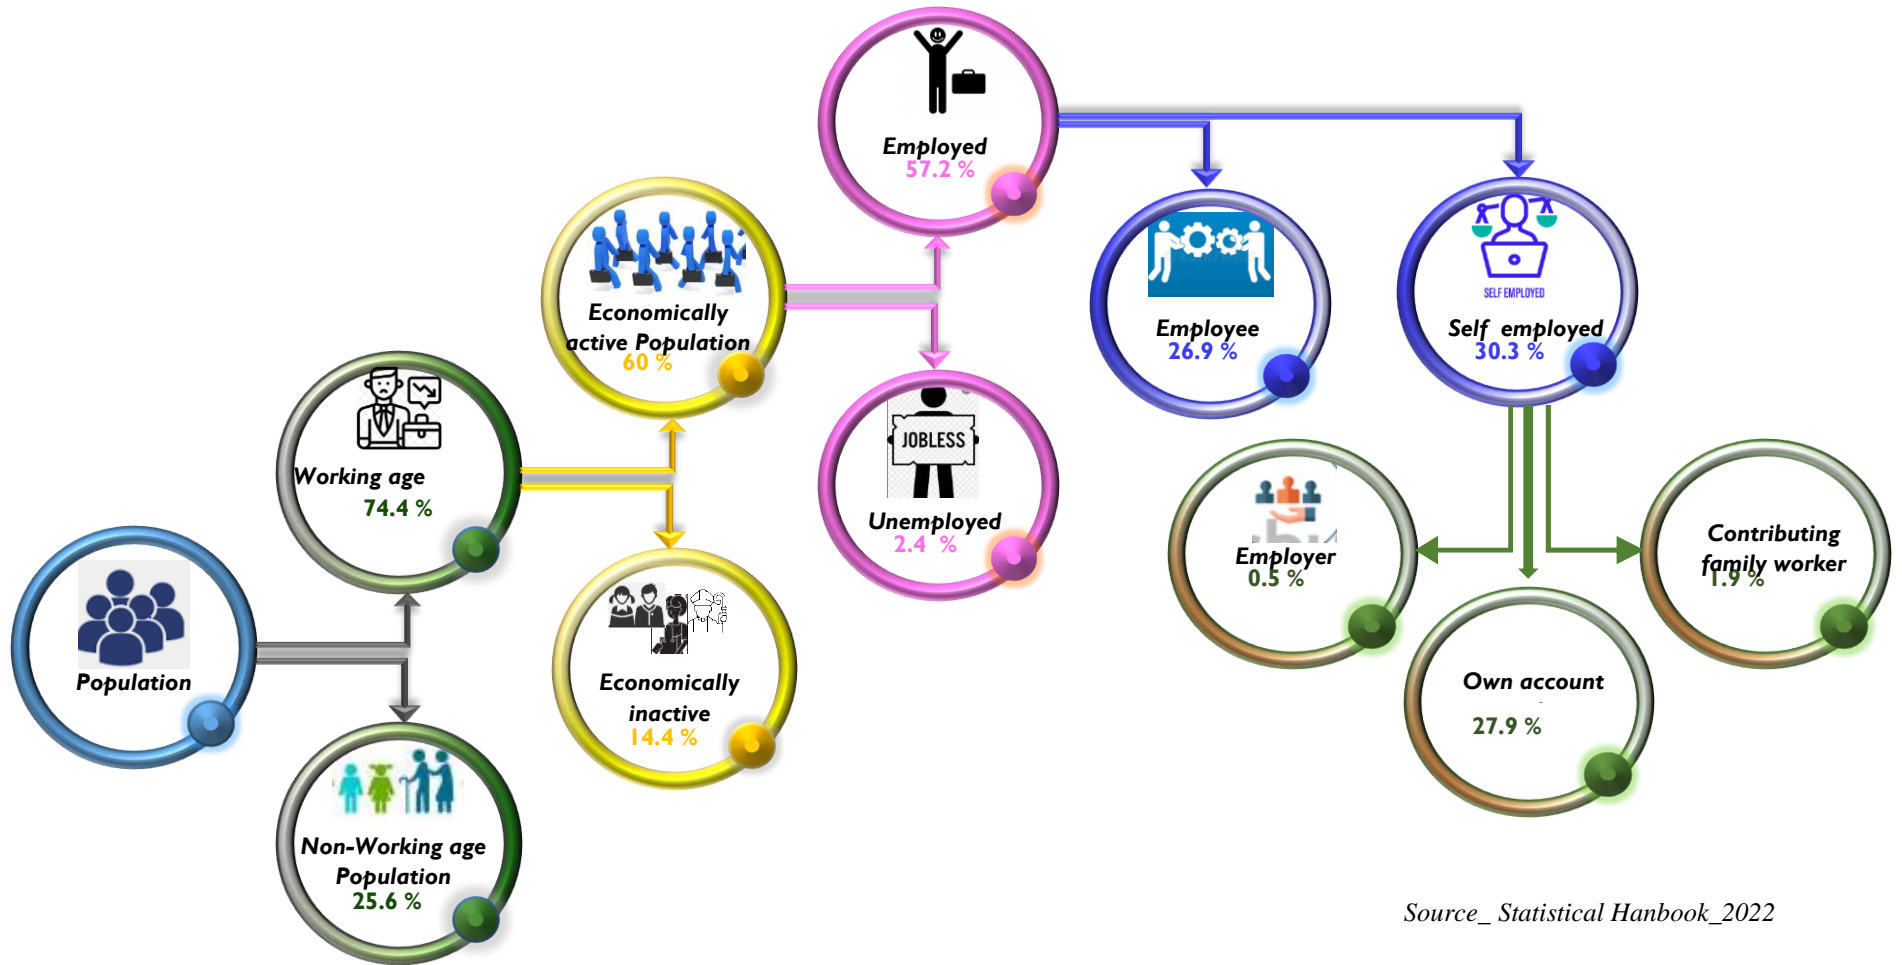 Employed
57.2 %
Economically
active Population
60 %
JOBLESS
Unemployed
2.4 %
Employee
26.9 %
SELF EMPLOYED
Self employed
30.3 %
Working age
74.4 %
Population
Non-Working age
Population
25.6 %
Economically
inactive
14.4 %
Employer
0.5 %
Own account
27.9 %
Contributing
family worker
1.9 %
Source_ Statistical Hanbook_2022